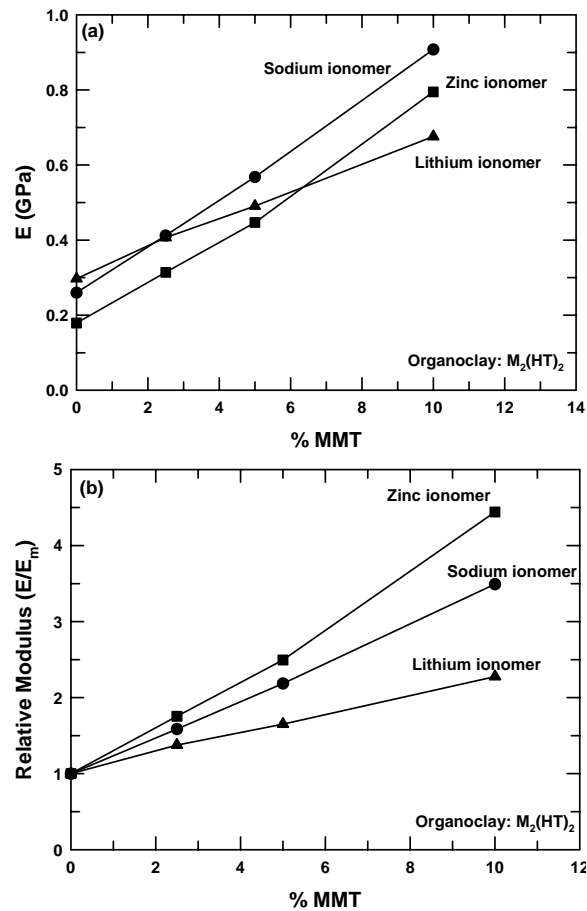 (a)
1.0
0.8
0.6
0.4
0.2
0.0
E (GPa)
Sodium ionomer
Zinc ionomer
Lithium ionomer
Organoclay: M₂(HT)₂
0 2 4 6 8 10 12 14
% MMT
(b)
5
4
3
2
1
0
Relative Modulus (E/Eₘ)
Zinc ionomer
Sodium ionomer
Lithium ionomer
Organoclay: M₂(HT)₂
0 2 4 6 8 10 12
% MMT